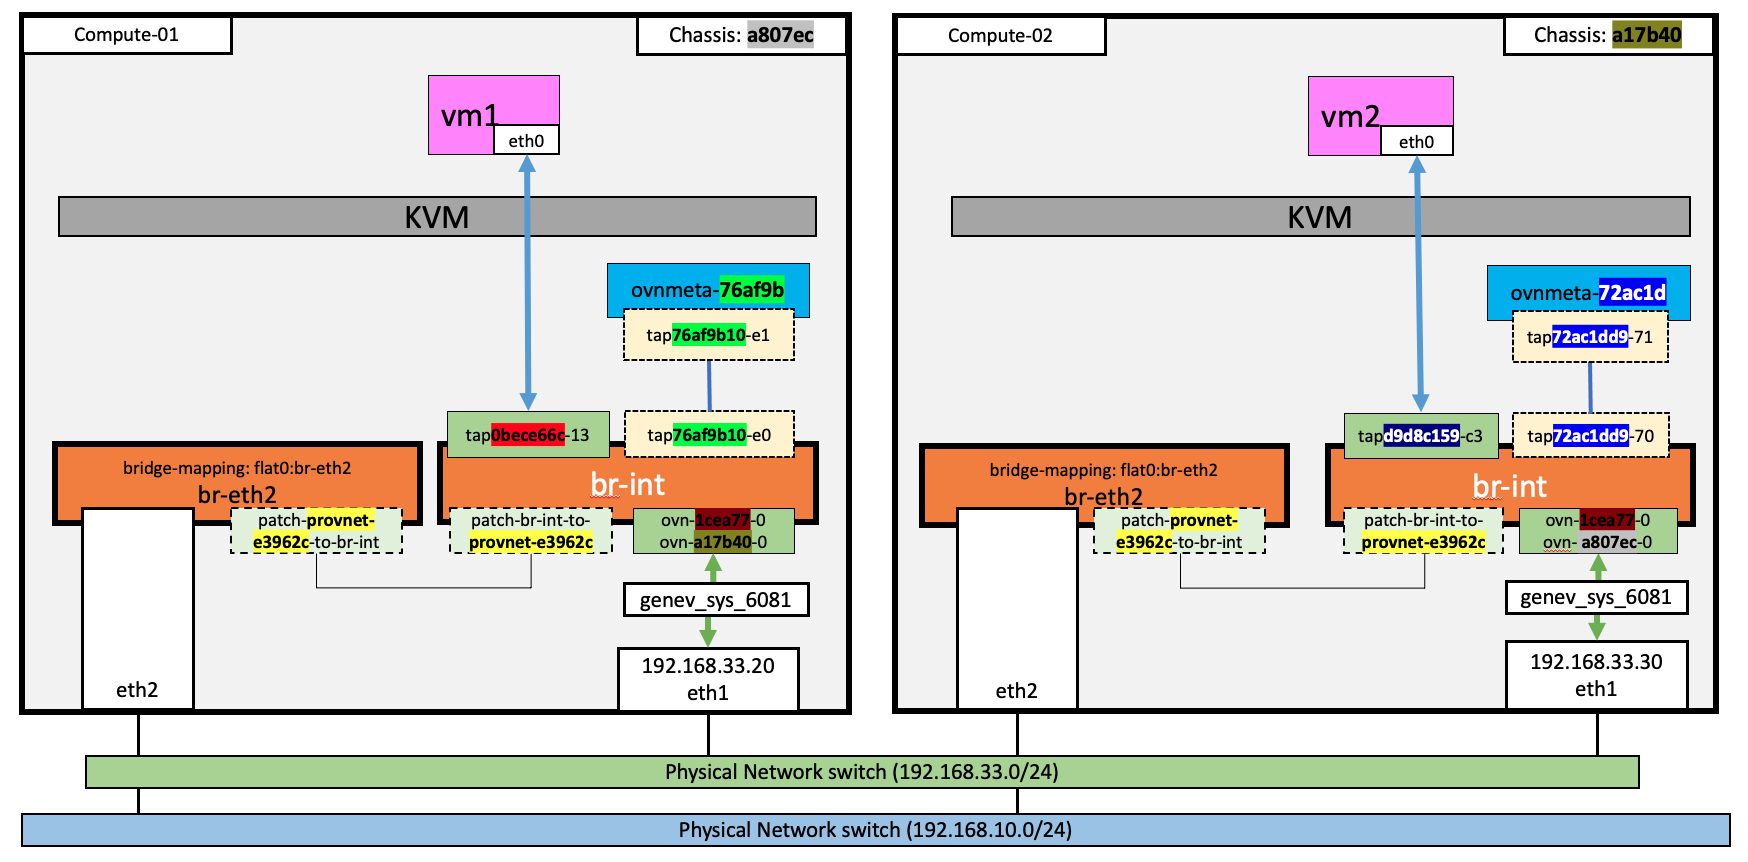 Compute-01
Chassis: a807ec
vm1
eth0
KVM
ovnmeta-76af9b
tap76af9b10-e1
tap0bece66c-13
tap76af9b10-e0
bridge-mapping: flat0:br-eth2
br-eth2
br-int
patch-provnet-
e3962c-to-br-int
patch-br-int-to-
provnet-e3962c
ovn-1cea77-0
ovn-a17b40-0
genev_sys_6081
192.168.33.20
eth1
eth2
Compute-02
Chassis: a17b40
vm2
eth0
KVM
ovnmeta-72ac1d
tap72ac1dd9-71
tapd9d8c159-c3
tap72ac1dd9-70
bridge-mapping: flat0:br-eth2
br-eth2
br-int
patch-provnet-
e3962c-to-br-int
patch-br-int-to-
provnet-e3962c
ovn-1cea77-0
ovn- a807ec-0
genev_sys_6081
192.168.33.30
eth1
eth2
Physical Network switch (192.168.33.0/24)
Physical Network switch (192.168.10.0/24)